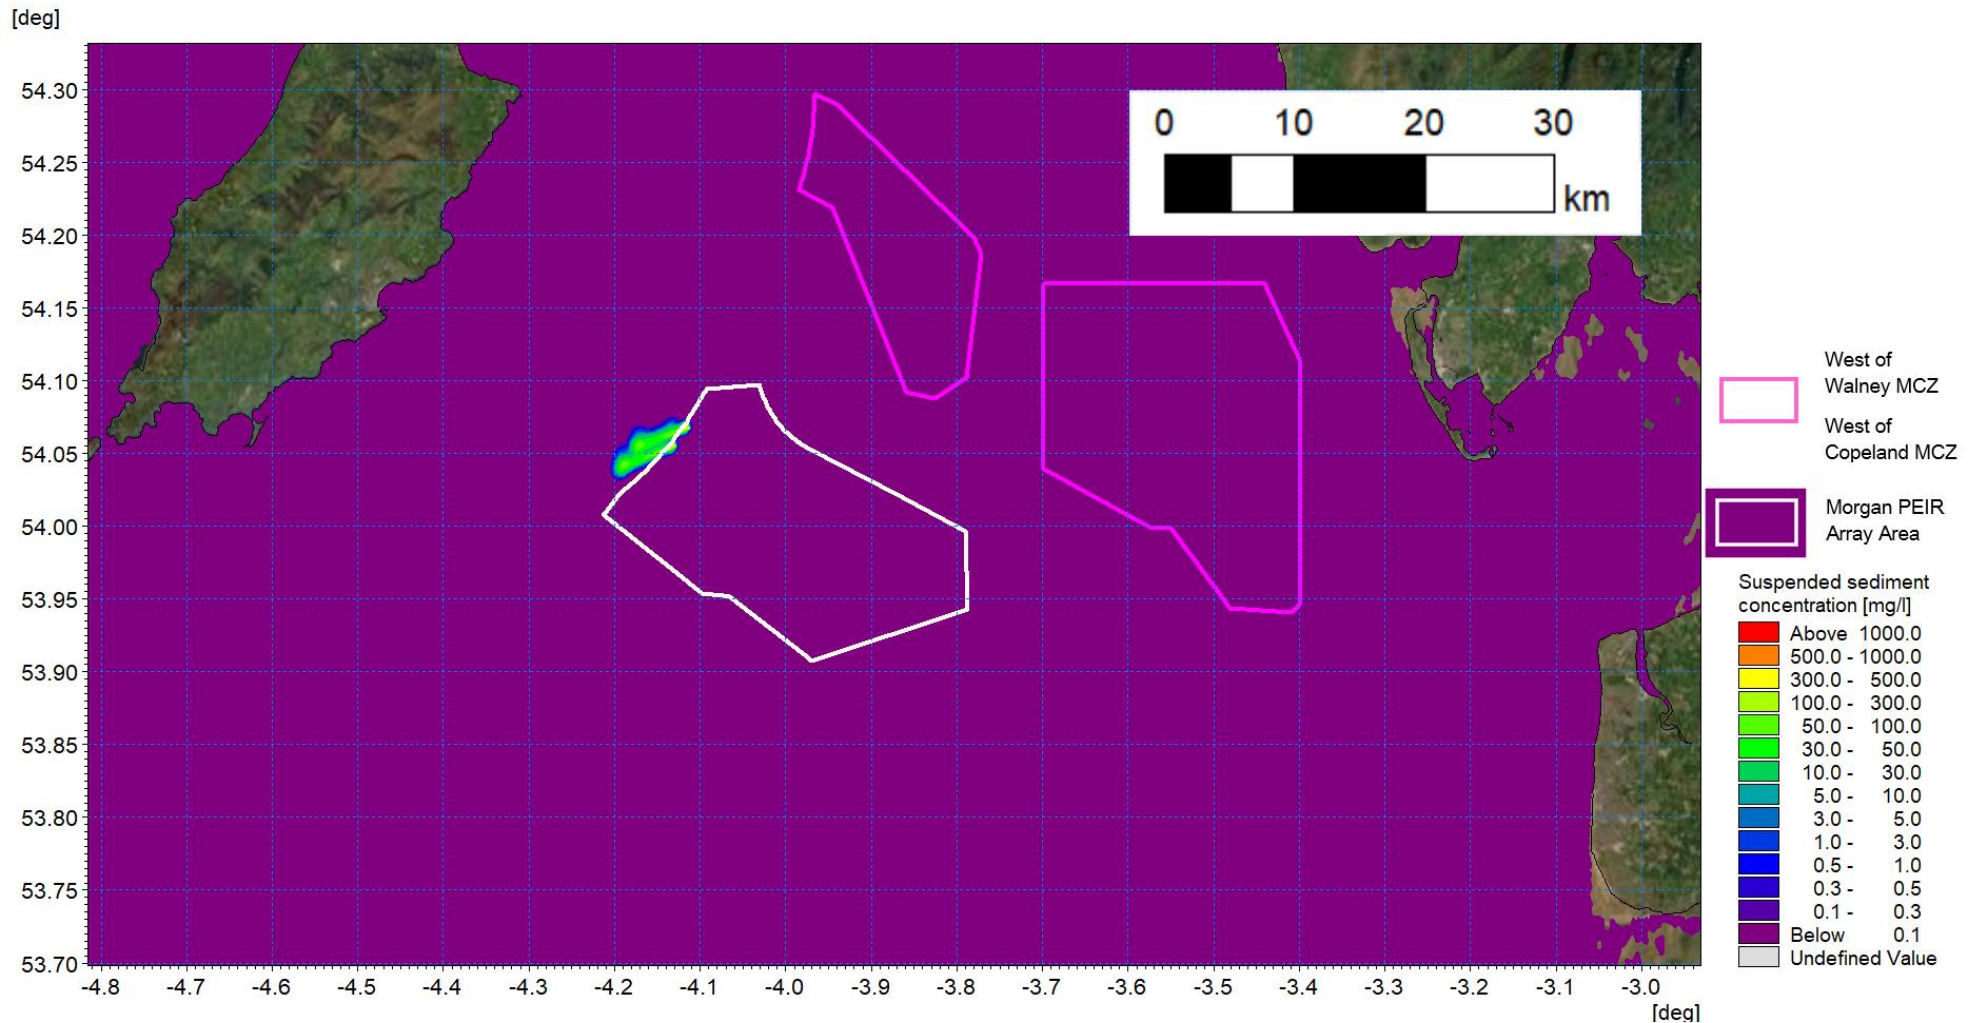 [deg]
54.30
54.25
54.20
54.15
54.10
54.05
54.00
53.95
53.90
53.85
53.80
53.75
53.70
-4.8 -4.7 -4.6 -4.5 -4.4 -4.3 -4.2 -4.1 -4.0 -3.9 -3.8 -3.7 -3.6 -3.5 -3.4 -3.3 -3.2 -3.1 -3.0
[deg]
0 10 20 30
km
West of
Walney MCZ
West of
Copeland MCZ
Morgan PEIR
Array Area
Suspended sediment
concentration [mg/l]
Above 1000.0
500.0 - 1000.0
300.0 - 500.0
100.0 - 300.0
50.0 - 100.0
30.0 - 50.0
10.0 - 30.0
5.0 - 10.0
3.0 - 5.0
1.0 - 3.0
0.5 - 1.0
0.3 - 0.5
0.1 - 0.3
Below 0.1
Undefined Value